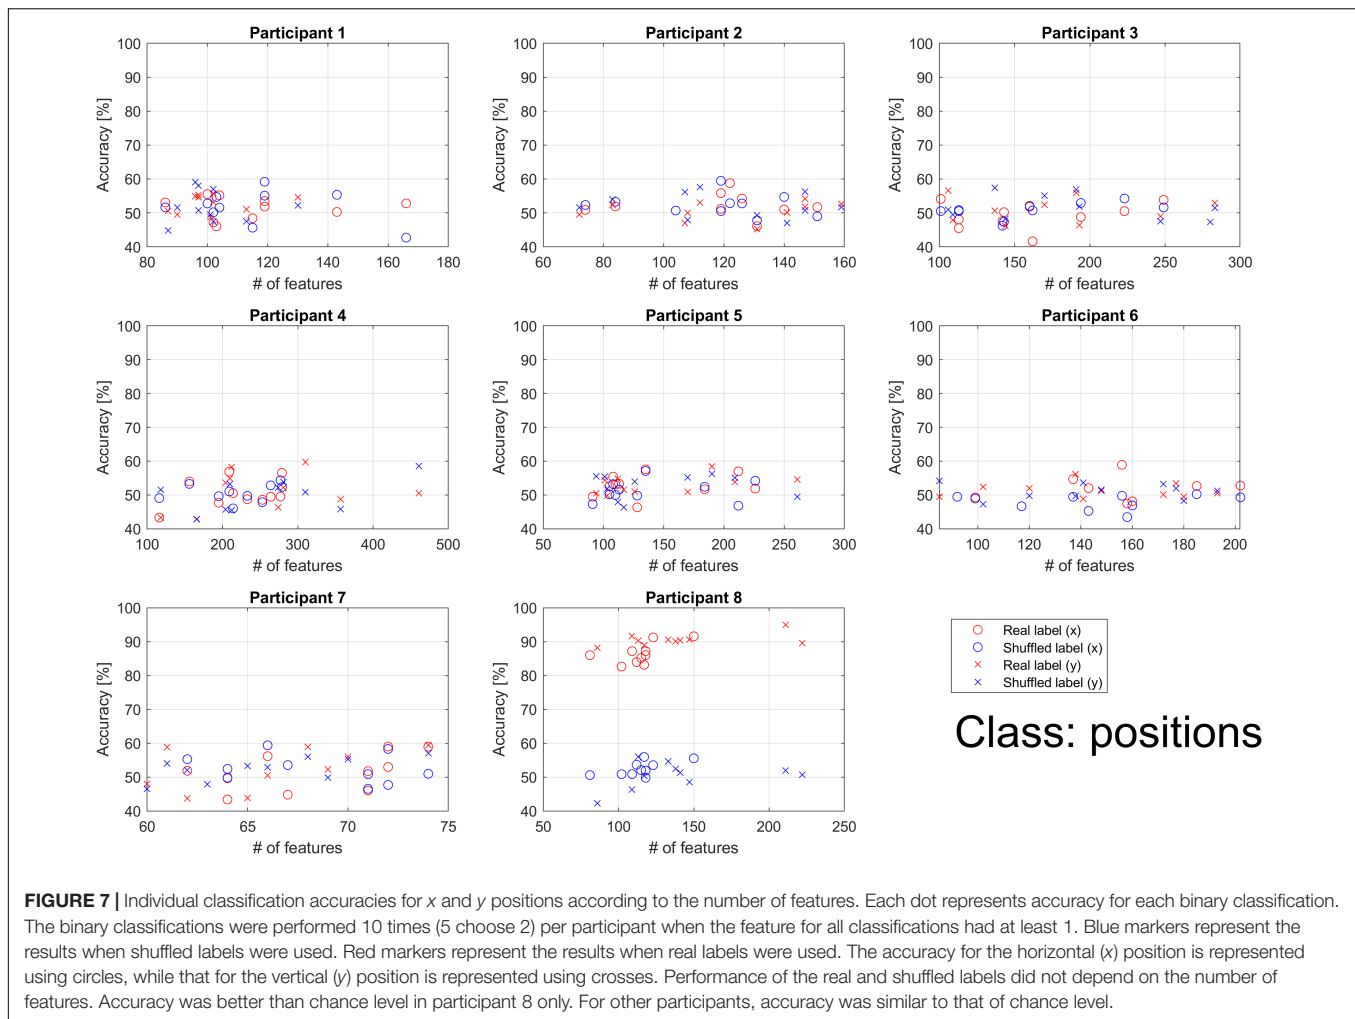 Participant 1
Participant 2
Participant 3
100
90
80
70
60
50
40
Accuracy [%]
80 100 120 140 160 180
# of features
100
90
80
70
60
50
40
Accuracy [%]
60 80 100 120 140 160
# of features
100
90
80
70
60
50
40
Accuracy [%]
100 150 200 250 300
# of features
Participant 4
Participant 5
Participant 6
100
90
80
70
60
50
40
Accuracy [%]
100 200 300 400 500
# of features
100
90
80
70
60
50
40
Accuracy [%]
50 100 150 200 250 300
# of features
100
90
80
70
60
50
40
Accuracy [%]
100 120 140 160 180 200
# of features
Participant 7
Participant 8
100
90
80
70
60
50
40
Accuracy [%]
60 65 70 75
# of features
100
90
80
70
60
50
40
Accuracy [%]
50 100 150 200 250
# of features
Real label (x)
Shuffled label (x)
Real label (y)
Shuffled label (y)
Class: positions
FIGURE 7 | Individual classification accuracies for x and y positions according to the number of features. Each dot represents accuracy for each binary classification.
The binary classifications were performed 10 times (5 choose 2) per participant when the feature for all classifications had at least 1. Blue markers represent the
results when shuffled labels were used. Red markers represent the results when real labels were used. The accuracy for the horizontal (x) position is represented
using circles, while that for the vertical (y) position is represented using crosses. Performance of the real and shuffled labels did not depend on the number of
features. Accuracy was better than chance level in participant 8 only. For other participants, accuracy was similar to that of chance level.